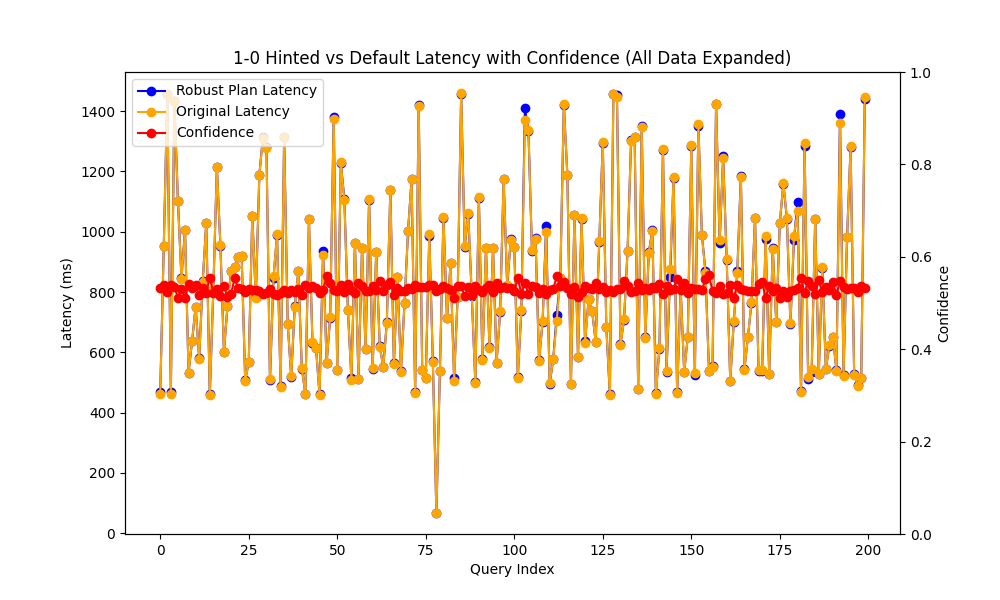 1-0 Hinted vs Default Latency with Confidence (All Data Expanded)
Robust Plan Latency
Original Latency
Confidence
Latency (ms)
1400
1200
1000
800
600
400
200
0
1.0
0.8
0.6
0.4
0.2
0.0
Confidence
0 25 50 75 100 125 150 175 200
Query Index